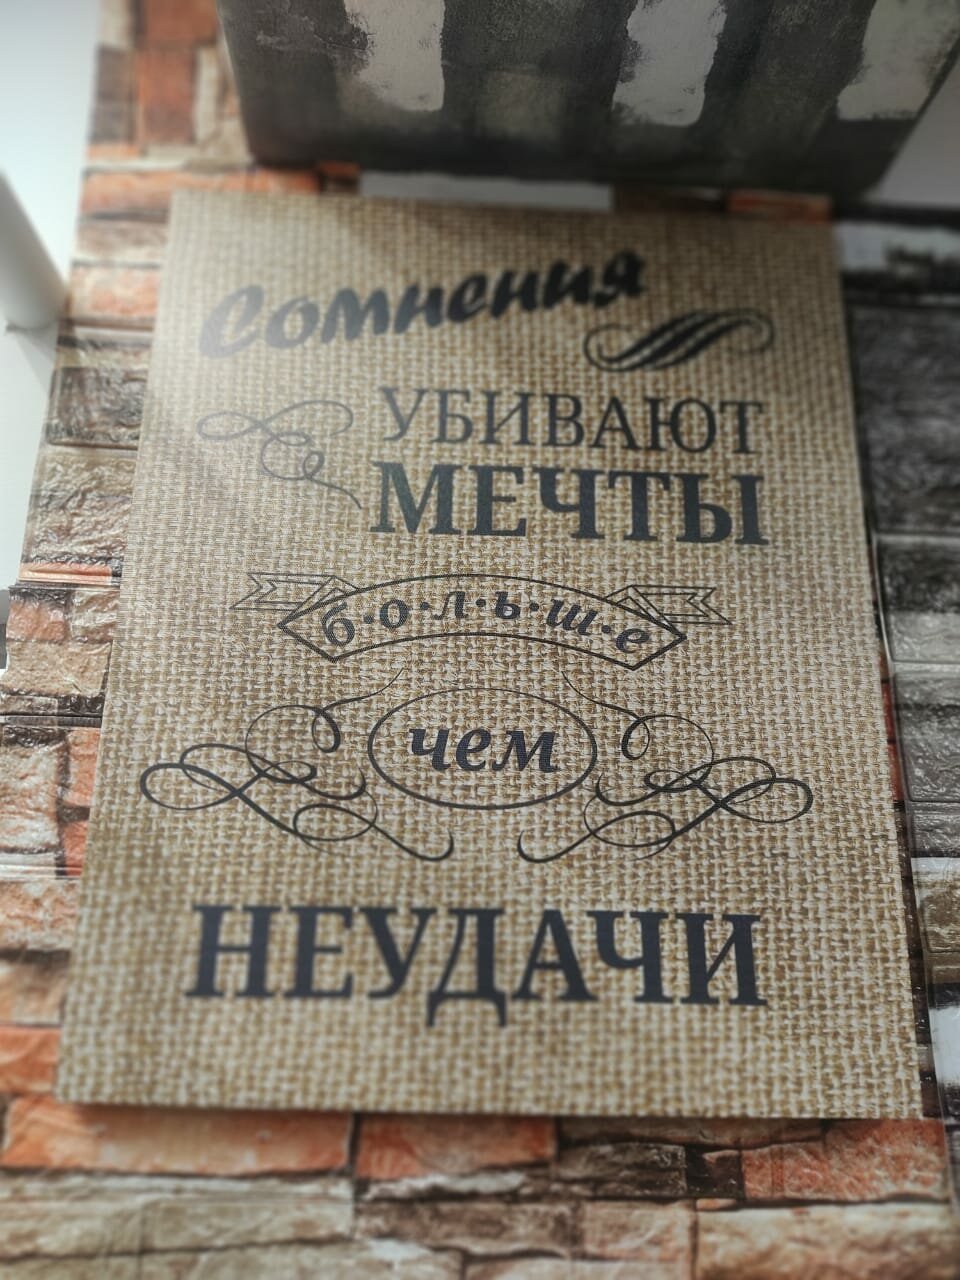 Сомнения
УБИВАЮТ
МЕЧТЫ
б·о·л·ь·ш·е
чем
НЕУДАЧИ